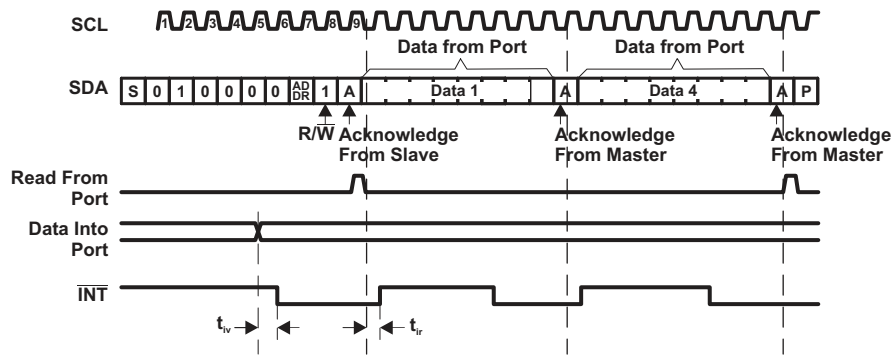 SCL
1 2 3 4 5 6 7 8 9
Data from Port Data from Port
SDA
S 0 1 0 0 0 0 AD DR 1 A Data 1 A Data 4 A P
R/W̅
Acknowledge From Slave
Acknowledge From Master
Acknowledge From Master
Read From
Port
Data Into
Port
I̅N̅T̅
tiv
tir